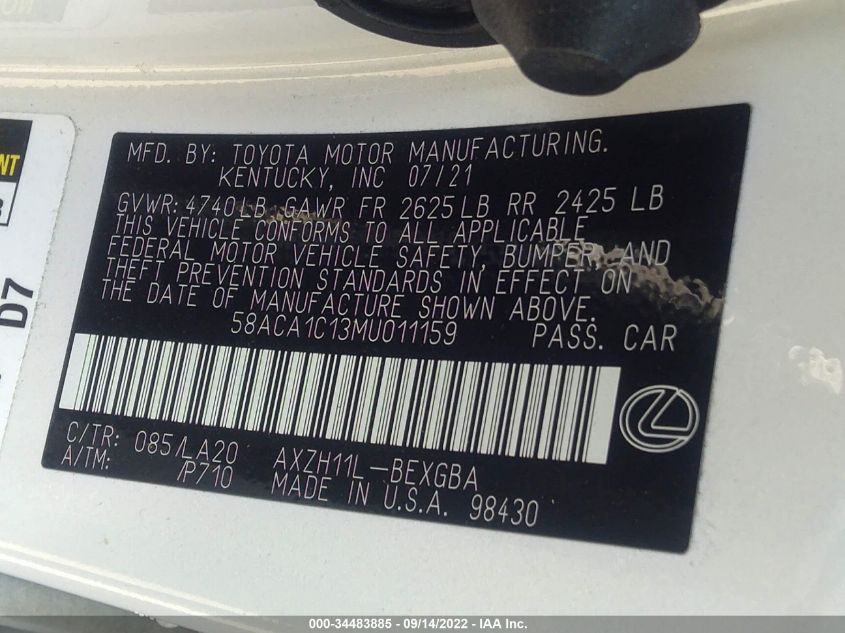 MFD. BY: TOYOTA MOTOR MANUFACTURING.
KENTUCKY, INC 07/21
GVWR: 4740LB GAWR FR 2625LB RR 2425 LB
THIS VEHICLE CONFORMS TO ALL APPLICABLE
FEDERAL MOTOR VEHICLE SAFETY, BUMPER, AND
THEFT PREVENTION STANDARDS IN EFFECT ON
THE DATE OF MANUFACTURE SHOWN ABOVE.
58ACA1C13MU011159 PASS. CAR
C/TR: 085/LA20 AXZH11L-BEXGBA
A/TM: /P710 MADE IN U.S.A. 98430
NT
D7
000-34483885 - 09/14/2022 - IAA Inc.